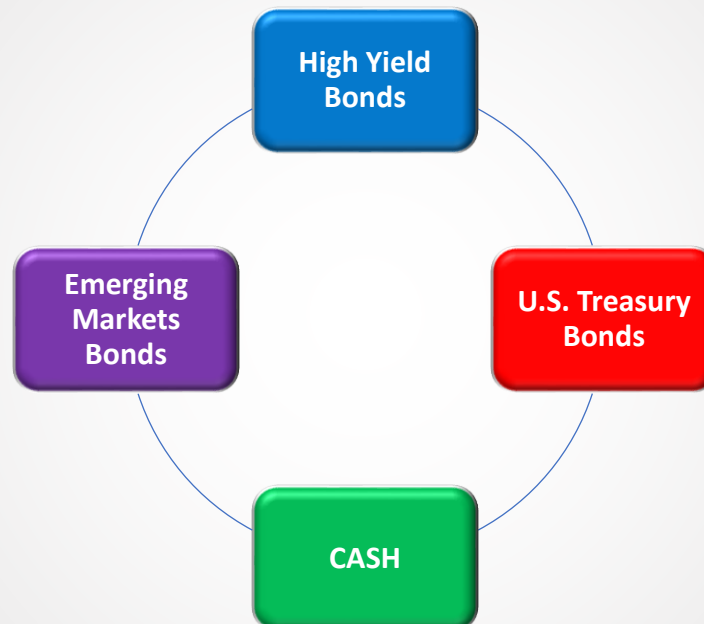 High Yield
Bonds
Emerging
Markets
Bonds
U.S. Treasury
Bonds
CASH